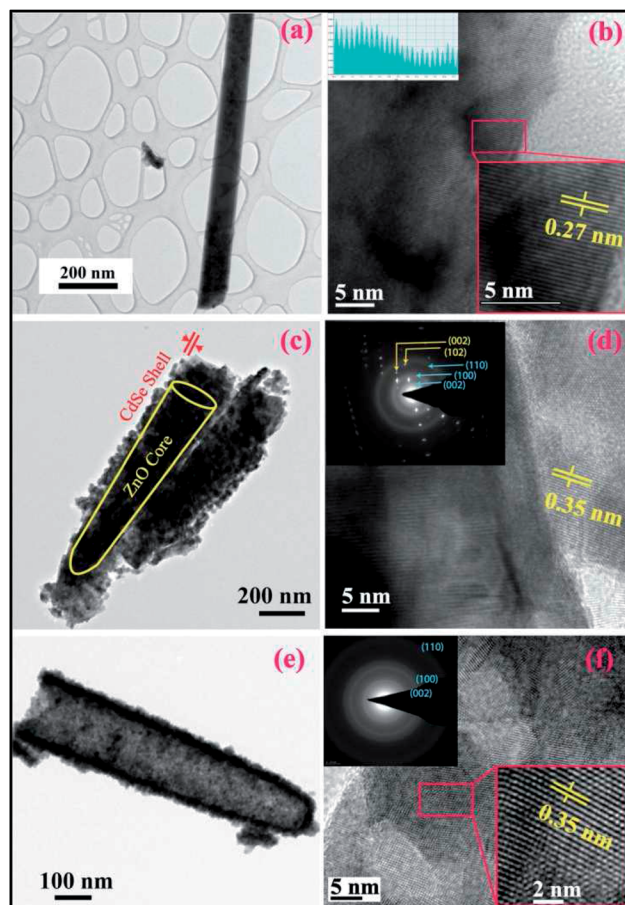 (a)
200 nm
(b)
0.27 nm
5 nm
5 nm
(c)
CdSe Shell
ZnO Core
200 nm
(d)
(002)
(102)
(110)
(100)
(002)
0.35 nm
5 nm
(e)
100 nm
(f)
(110)
(100)
(002)
0.35 nm
5 nm
2 nm